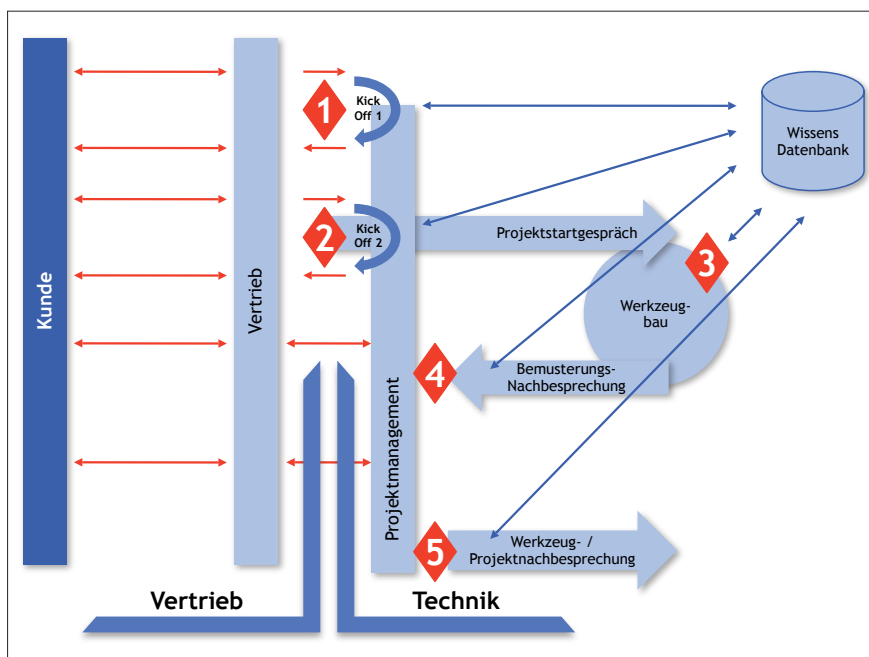 Kunde
Vertrieb
1
Kick
Off 1
2
Kick
Off 2
Projektmanagement
Projektstartgespräch
Wissens
Datenbank
3
Werkzeug-
bau
4
Bemusterungs-
Nachbesprechung
5
Werkzeug- /
Projektnachbesprechung
Vertrieb
Technik